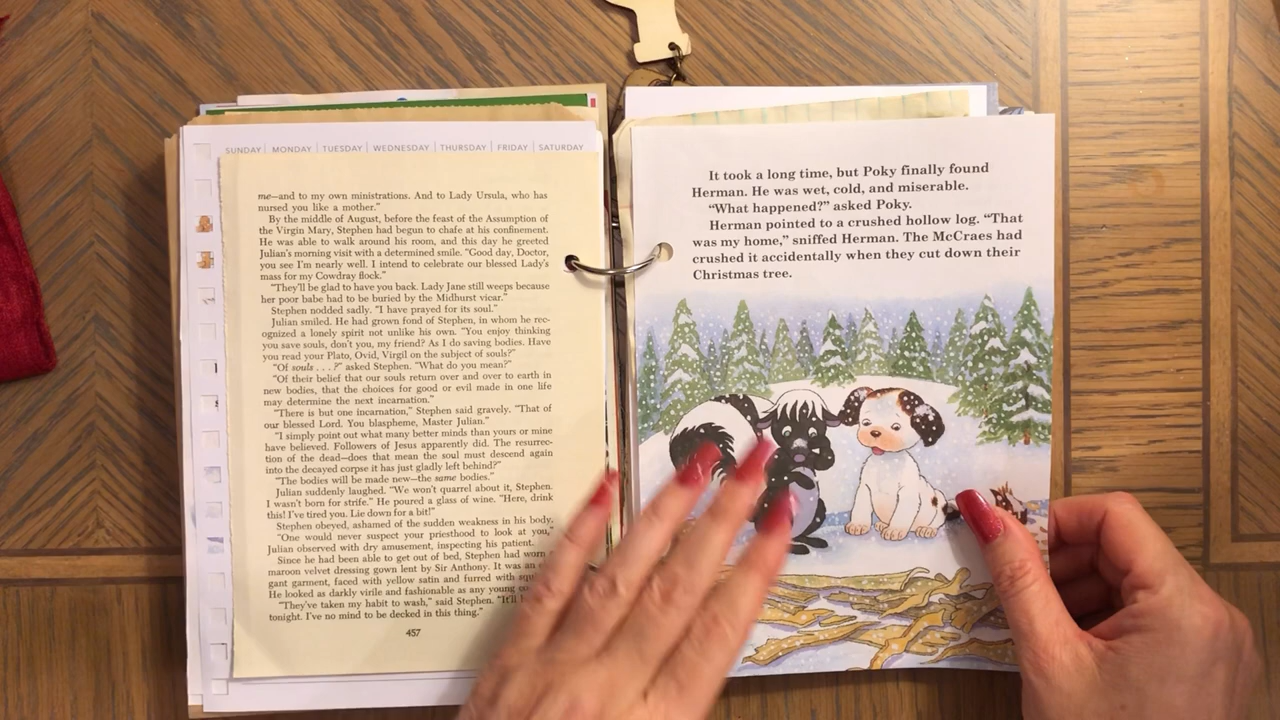 SUNDAY MONDAY TUESDAY WEDNESDAY THURSDAY FRIDAY SATURDAY
me—and to my own ministrations. And to Lady Ursula, who has
nursed you like a mother."
By the middle of August, before the feast of the Assumption of
the Virgin Mary, Stephen had begun to chafe at his confinement.
He was able to walk around his room, and this day he greeted
Julian's morning visit with a determined smile. "Good day, Doctor,
you see I'm nearly well. I intend to celebrate our blessed Lady's
mass for my Cowdray flock."
"They'll be glad to have you back. Lady Jane still weeps because
her poor babe had to be buried by the Midhurst vicar."
Stephen nodded sadly. "I have prayed for its soul."
Julian smiled. He had grown fond of Stephen, in whom he rec-
ognized a lonely spirit not unlike his own. "You enjoy thinking
you save souls, don't you, my friend? As I do saving bodies. Have
you read your Plato, Ovid, Virgil on the subject of souls?"
"Of souls . . .?" asked Stephen. "What do you mean?"
"Of their belief that our souls return over and over to earth in
new bodies, that the choices for good or evil made in one life
may determine the next incarnation."
"There is but one incarnation," Stephen said gravely. "That of
our blessed Lord. You blaspheme, Master Julian."
"I simply point out what many better minds than yours or mine
have believed. Followers of Jesus apparently did. The resurrec-
tion of the dead—does that mean the soul must descend again
into the decayed corpse it has just gladly left behind?"
"The bodies will be made new—the same bodies."
Julian suddenly laughed. "We won't quarrel about it, Stephen.
I wasn't born for strife." He poured a glass of wine. "Here, drink
this! I've tired you. Lie down for a bit!"
Stephen obeyed, ashamed of the sudden weakness in his body.
"One would never suspect your priesthood to look at you,"
Julian observed with dry amusement, inspecting his patient.
Since he had been able to get out of bed, Stephen had worn
maroon velvet dressing gown lent by Sir Anthony. It was an
gant garment, faced with yellow satin and furred with
He looked as darkly virile and fashionable as any young
"They've taken my habit to wash," said Stephen. "It'll
tonight. I've no mind to be decked in this thing."
457
It took a long time, but Poky finally found
Herman. He was wet, cold, and miserable.
"What happened?" asked Poky.
Herman pointed to a crushed hollow log. "That
was my home," sniffed Herman. The McCraes had
crushed it accidentally when they cut down their
Christmas tree.